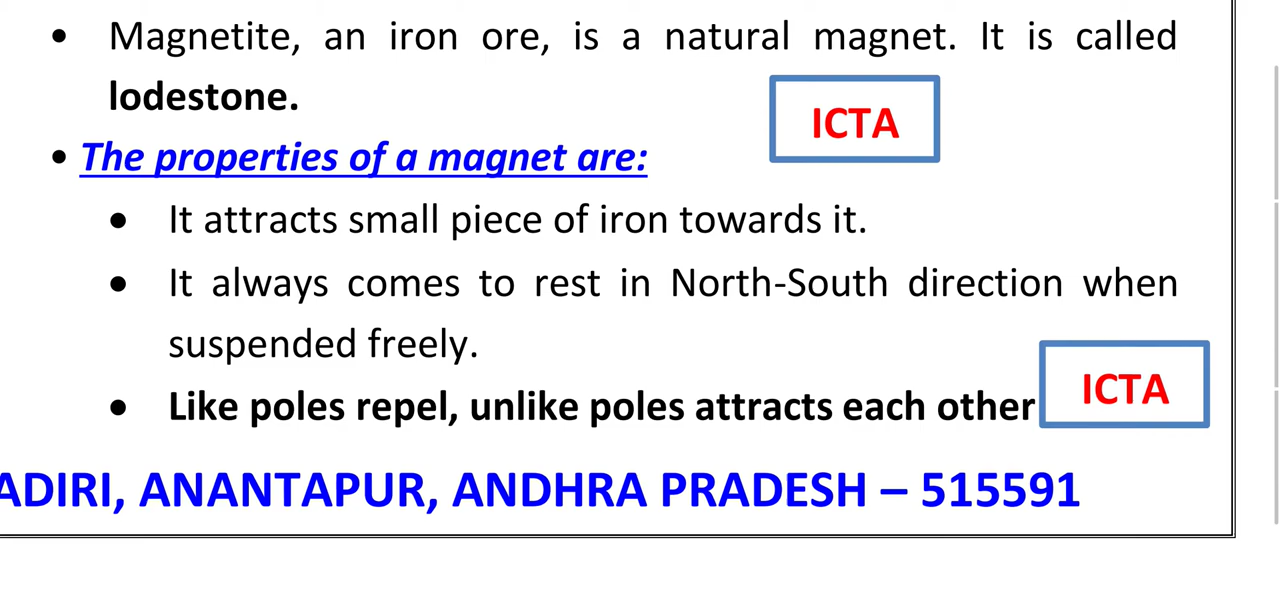 • Magnetite, an iron ore, is a natural magnet. It is called
lodestone.
ICTA
• The properties of a magnet are:
• It attracts small piece of iron towards it.
• It always comes to rest in North-South direction when
suspended freely.
• Like poles repel, unlike poles attracts each other
ICTA
ADIRI, ANANTAPUR, ANDHRA PRADESH – 515591